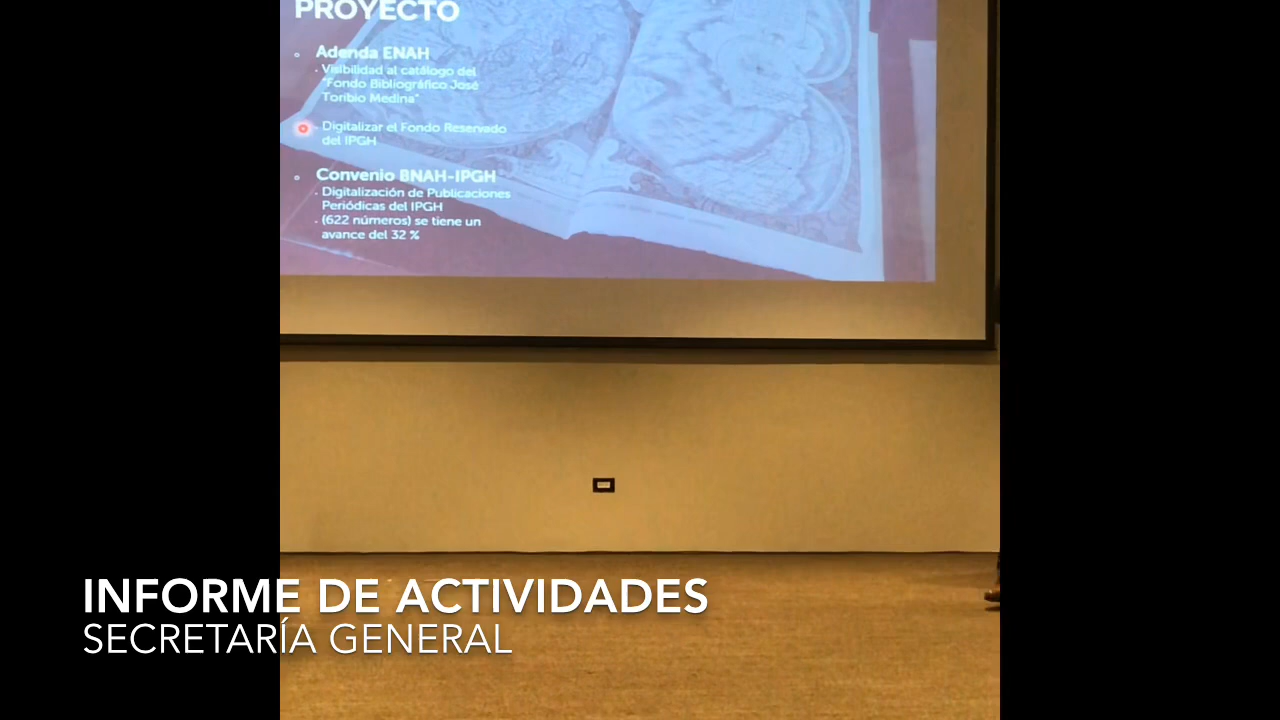 PROYECTO
Adenda ENAH
Visibilidad al catálogo del
"Fondo Bibliográfico José
Toribio Medina"
Digitalizar el Fondo Reservado
del IPGH
Convenio BNAH-IPGH
Digitalización de Publicaciones
Periódicas del IPGH
(622 números) se tiene un
avance del 32 %
INFORME DE ACTIVIDADES
SECRETARÍA GENERAL